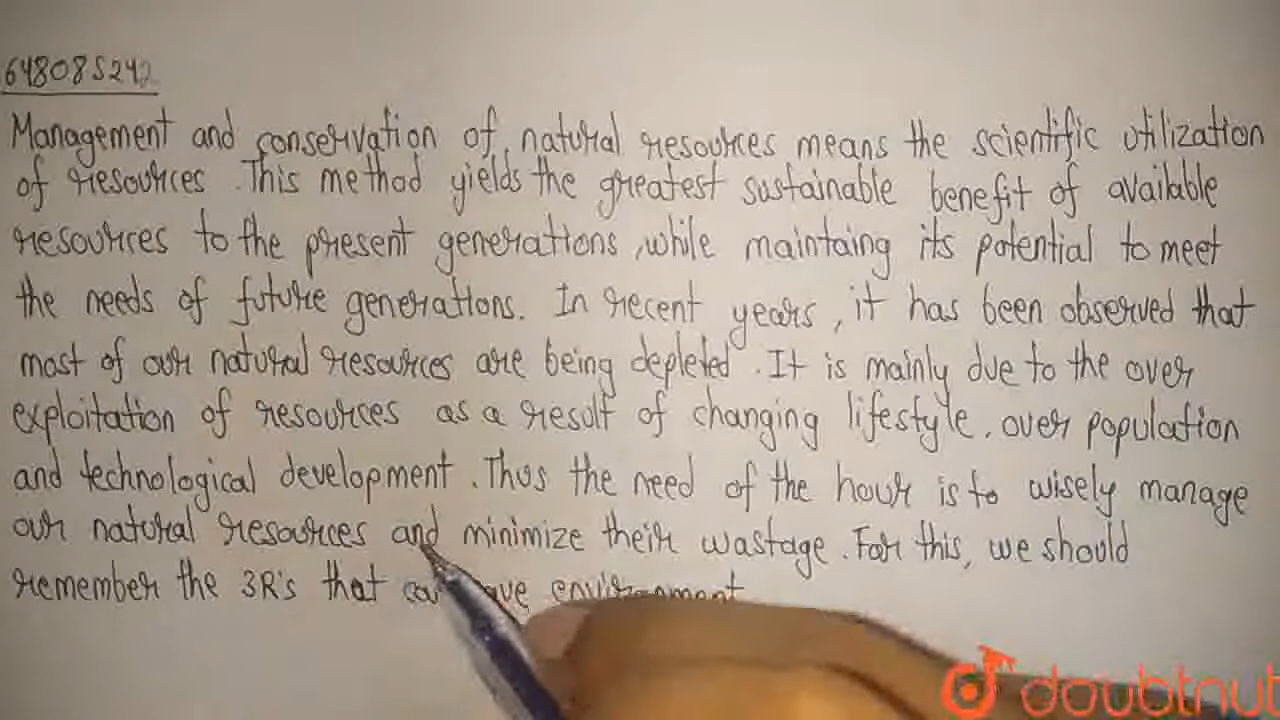 648085242
Management and conservation of natural resources means the scientific utilization
of resources. This method yields the greatest sustainable benefit of available
resources to the present generations, while maintaing its potential to meet
the needs of future generations. In recent years, it has been observed that
most of our natural resources are being depleted. It is mainly due to the over
exploitation of resources as a result of changing lifestyle, over population
and technological development. Thus the need of the hour is to wisely manage
our natural resources and minimize their wastage. For this, we should
remember the 3R's that environment
doubtnut